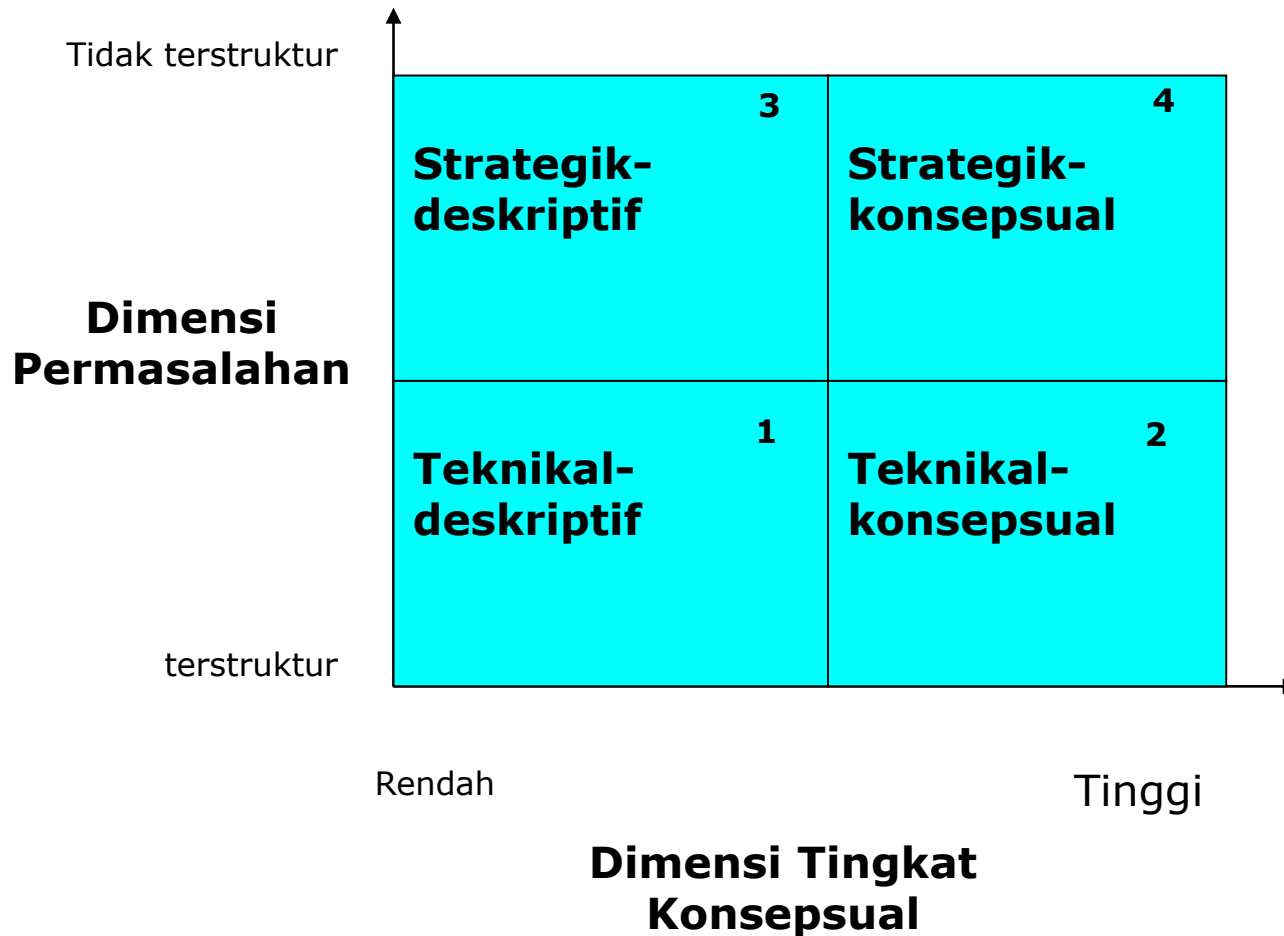 Tidak terstruktur
3
4
Strategik-
deskriptif
Strategik-
konsepsual
Dimensi
Permasalahan
1
2
Teknikal-
deskriptif
Teknikal-
konsepsual
terstruktur
Rendah
Tinggi
Dimensi Tingkat
Konsepsual